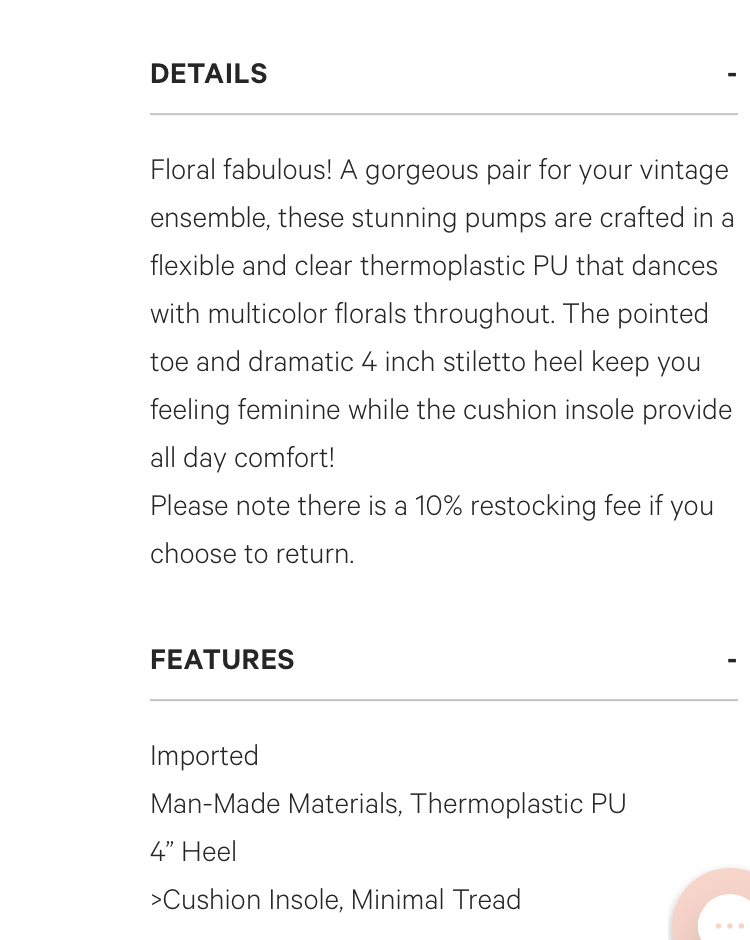 DETAILS -
Floral fabulous! A gorgeous pair for your vintage
ensemble, these stunning pumps are crafted in a
flexible and clear thermoplastic PU that dances
with multicolor florals throughout. The pointed
toe and dramatic 4 inch stiletto heel keep you
feeling feminine while the cushion insole provide
all day comfort!
Please note there is a 10% restocking fee if you
choose to return.
FEATURES -
Imported
Man-Made Materials, Thermoplastic PU
4” Heel
>Cushion Insole, Minimal Tread